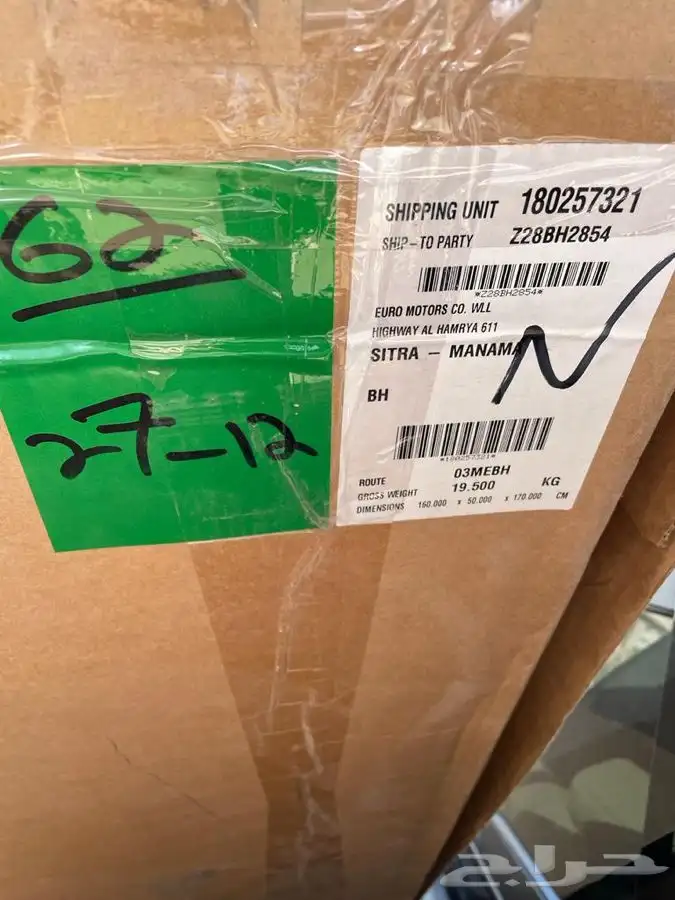 62
27-12
SHIPPING UNIT 180257321
SHIP-TO PARTY Z28BH2854
*Z28BH2854*
EURO MOTORS CO. WLL
HIGHWAY AL HAMRYA 611
SITRA - MANAMA
BH
N
*180257321*
ROUTE 03MEBH
GROSS WEIGHT 19.500 KG
DIMENSIONS 160.000 x 50.000 x 170.000 CM
حراج